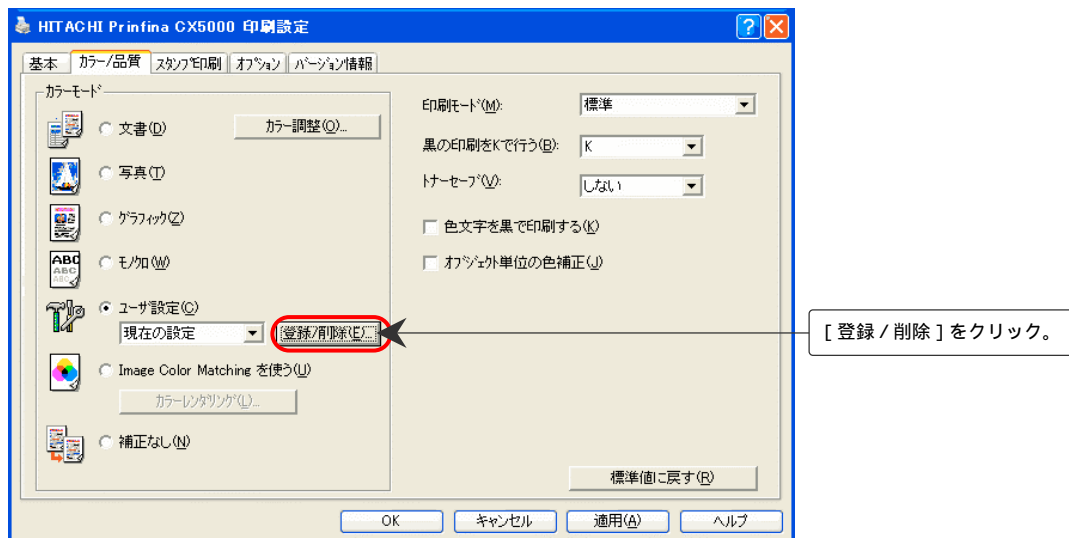 HITACHI Prinfina CX5000 印刷設定
基本 カラー/品質 スタンプ印刷 オプション バージョン情報
カラーモード
文書(D)
カラー調整(O)...
写真(T)
グラフィック(Z)
モノクロ(W)
ABC
ABC
ABC
ユーザ設定(C)
現在の設定
登録/削除(E)...
Image Color Matching を使う(U)
カラーレンダリング(L)...
補正なし(N)
印刷モード(M):
標準
黒の印刷をKで行う(B):
K
トナーセーブ(V):
しない
色文字を黒で印刷する(K)
オブジェクト単位の色補正(J)
標準値に戻す(R)
OK キャンセル 適用(A) ヘルプ
[ 登録 / 削除 ] をクリック。